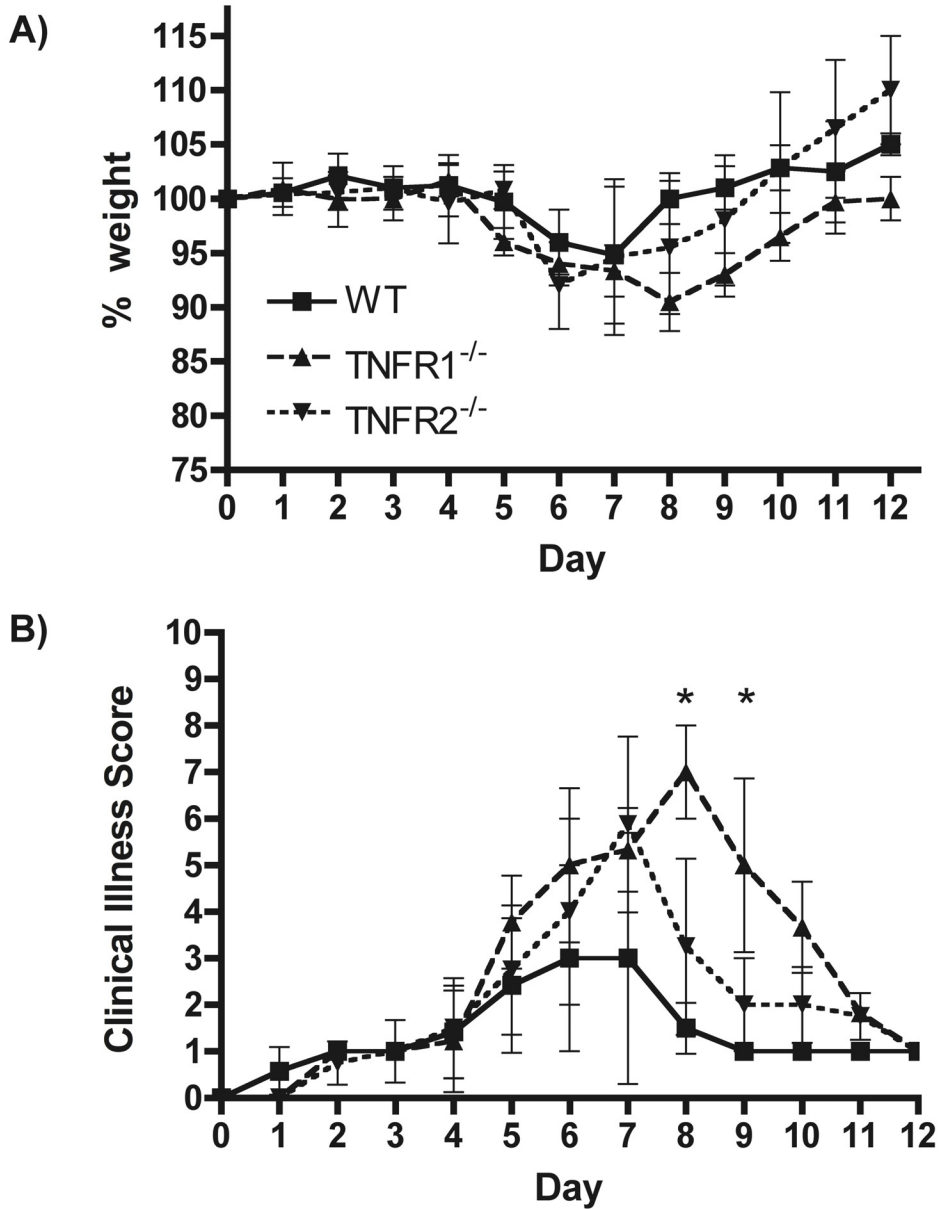 A)
% weight
115
110
105
100
95
90
85
80
75
WT
TNFR1-/-
TNFR2-/-
0 1 2 3 4 5 6 7 8 9 10 11 12
Day
B)
Clinical Illness Score
10
9
8
7
6
5
4
3
2
1
0
* *
0 1 2 3 4 5 6 7 8 9 10 11 12
Day